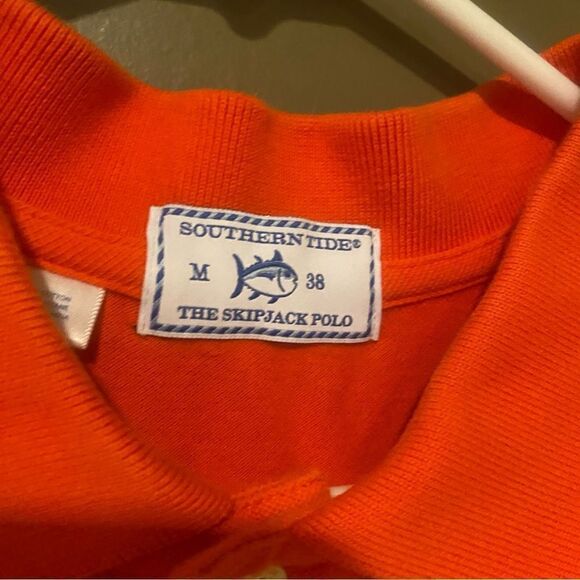 SOUTHERN TIDE®
M 38
THE SKIPJACK POLO